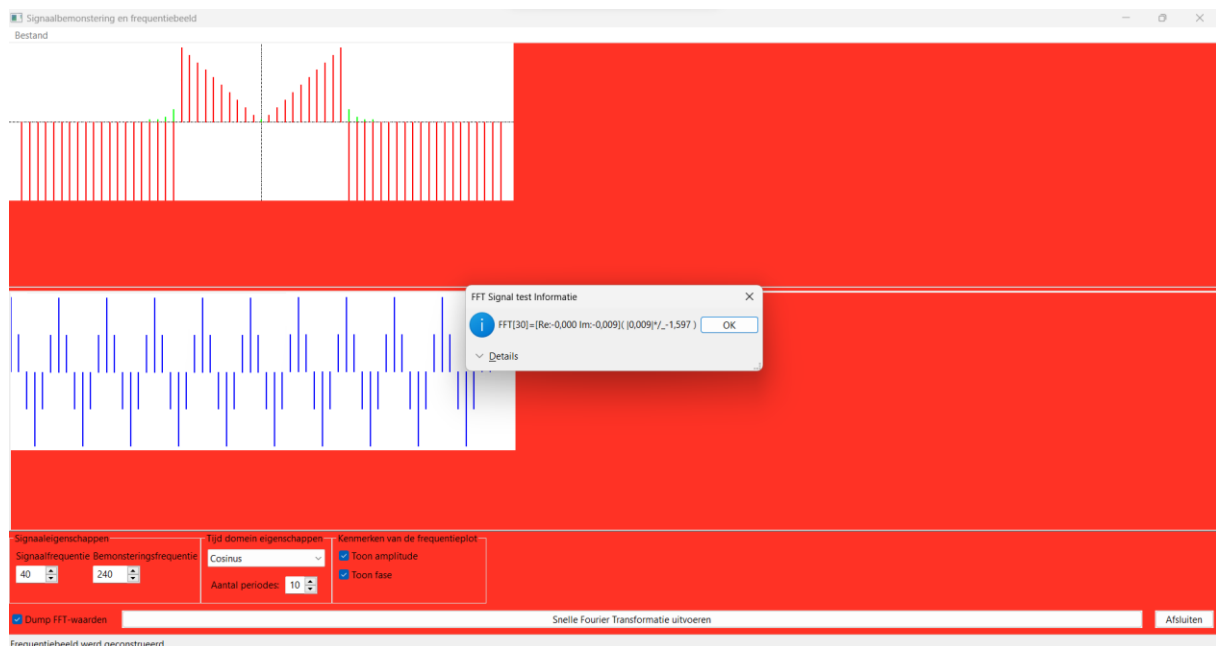 Signaalbemonstering en frequentiebeeld
Bestand
FFT Signal test Informatie
FFT[30]=[Re:-0,000 Im:-0,009]( |0,009|*/_-1,597 )
OK
Details
Signaaleigenschappen
Signaalfrequentie Bemonsteringsfrequentie
40
240
Tijd domein eigenschappen
Cosinus
Aantal periodes:
10
Kenmerken van de frequentieplot
Toon amplitude
Toon fase
Dump FFT-waarden
Snelle Fourier Transformatie uitvoeren
Afsluiten
Frequentiebeeld werd geconstrueerd